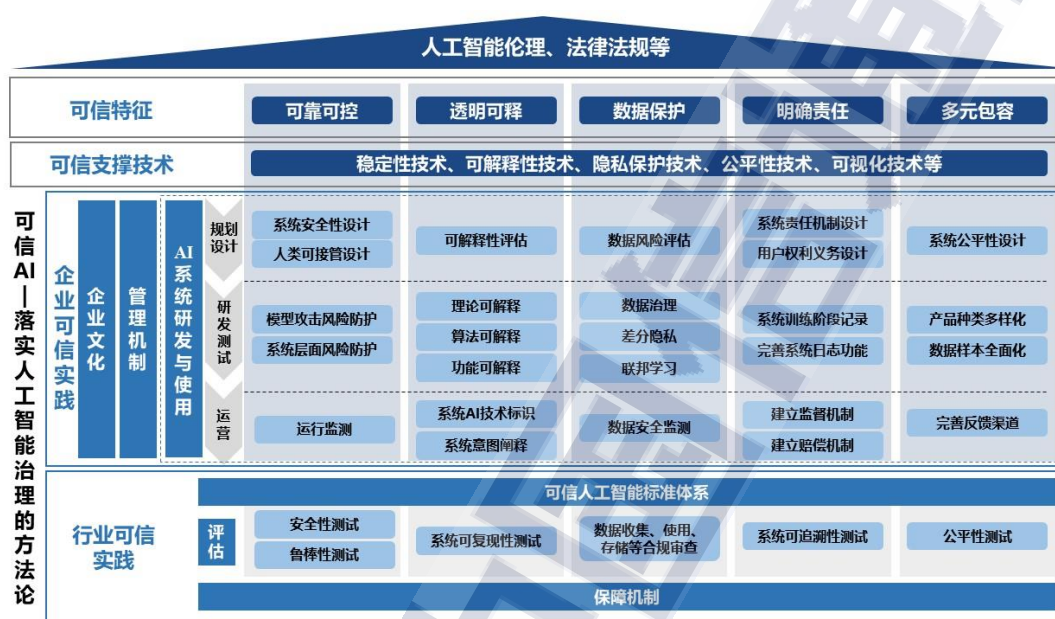 人工智能伦理、法律法规等
可信特征
可靠可控
透明可释
数据保护
明确责任
多元包容
可信支撑技术
稳定性技术、可解释性技术、隐私保护技术、公平性技术、可视化技术等
可信AI—落实人工智能治理的方法论
企业可信实践
企业文化
管理机制
AI系统研发与使用
规划
设计
系统安全性设计
人类可接管设计
可解释性评估
数据风险评估
系统责任机制设计
用户权利义务设计
系统公平性设计
研发测试
模型攻击风险防护
系统层面风险防护
理论可解释
算法可解释
功能可解释
数据治理
差分隐私
联邦学习
系统训练阶段记录
完善系统日志功能
产品种类多样化
数据样本全面化
运营
运行监测
系统AI技术标识
系统意图阐释
数据安全监测
建立监督机制
建立赔偿机制
完善反馈渠道
行业可信
实践
可信人工智能标准体系
评估
安全性测试
鲁棒性测试
系统可复现性测试
数据收集、使用、
存储等合规审查
系统可追溯性测试
公平性测试
保障机制